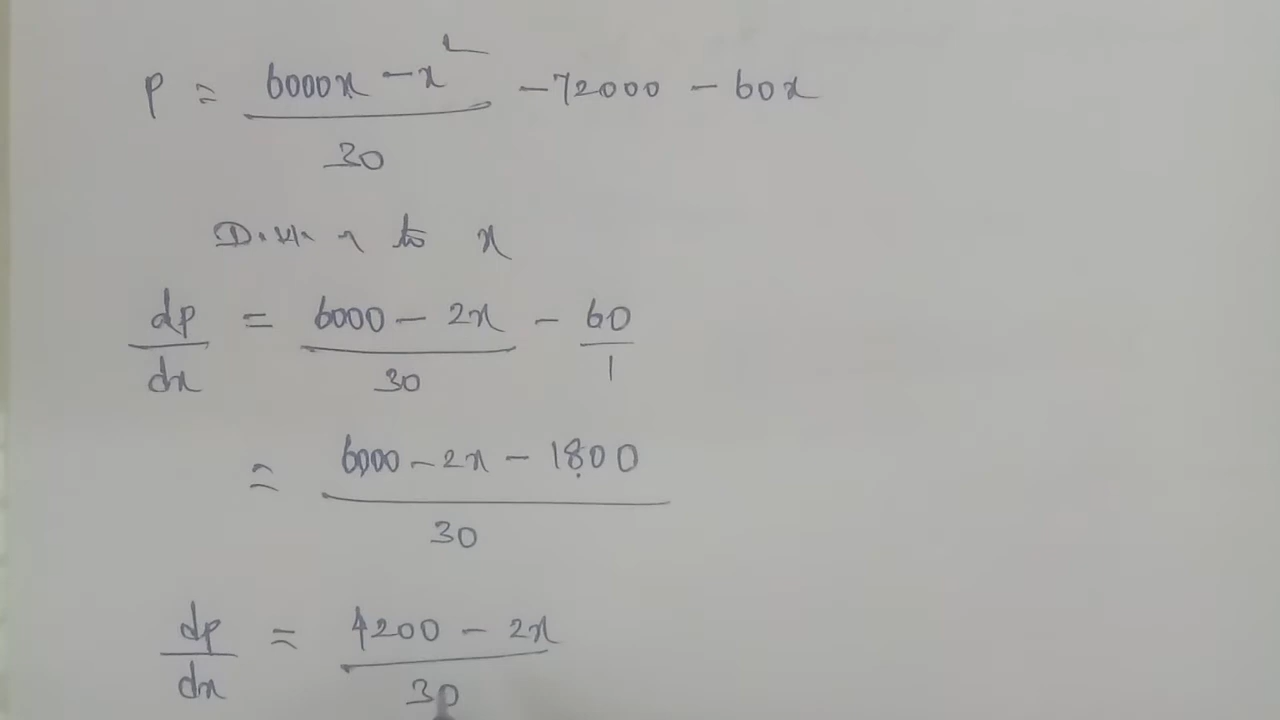 P = (6000x - x²)/30 - 72000 - 60x
D. w. r to x
dp/dx = (6000 - 2x)/30 - 60/1
= (6000 - 2x - 1800)/30
dp/dx = (4200 - 2x)/30